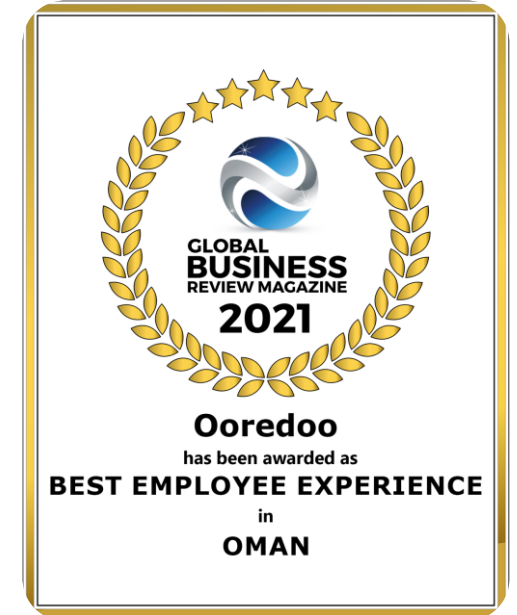 GLOBAL
BUSINESS
REVIEW MAGAZINE
2021
Ooredoo
has been awarded as
BEST EMPLOYEE EXPERIENCE
in
OMAN